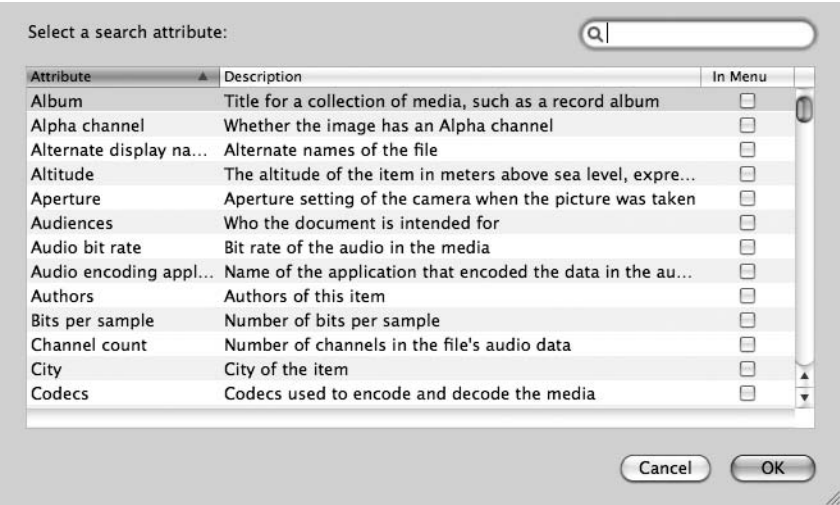 Select a search attribute:
Attribute Description In Menu
Album Title for a collection of media, such as a record album
Alpha channel Whether the image has an Alpha channel
Alternate display na... Alternate names of the file
Altitude The altitude of the item in meters above sea level, expre...
Aperture Aperture setting of the camera when the picture was taken
Audiences Who the document is intended for
Audio bit rate Bit rate of the audio in the media
Audio encoding appl... Name of the application that encoded the data in the au...
Authors Authors of this item
Bits per sample Number of bits per sample
Channel count Number of channels in the file's audio data
City City of the item
Codecs Codecs used to encode and decode the media
Cancel OK